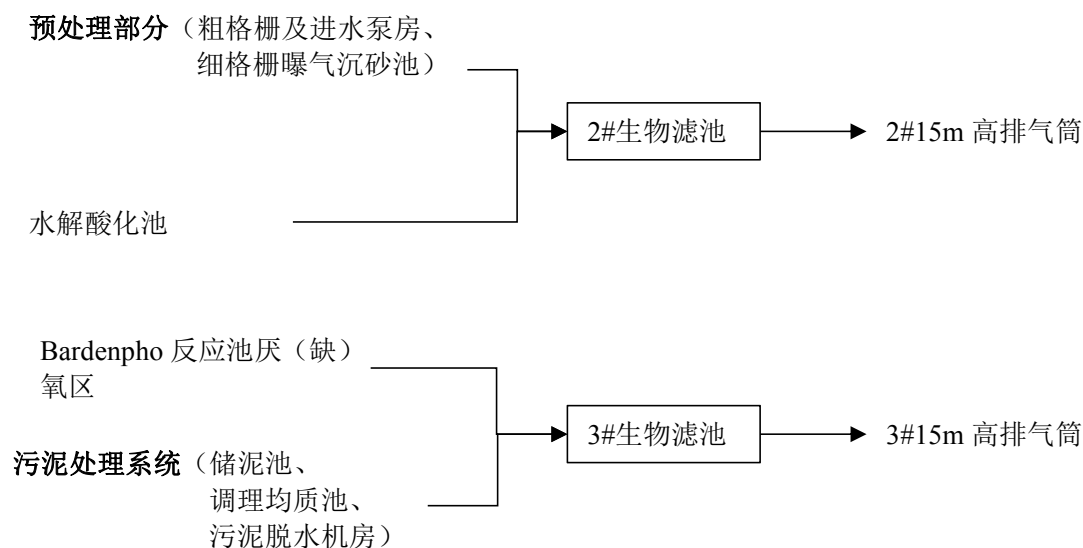 预处理部分（粗格栅及进水泵房、
细格栅曝气沉砂池）
2#生物滤池
2#15m 高排气筒
水解酸化池
Bardenpho 反应池厌（缺）
氧区
3#生物滤池
3#15m 高排气筒
污泥处理系统（储泥池、
调理均质池、
污泥脱水机房）